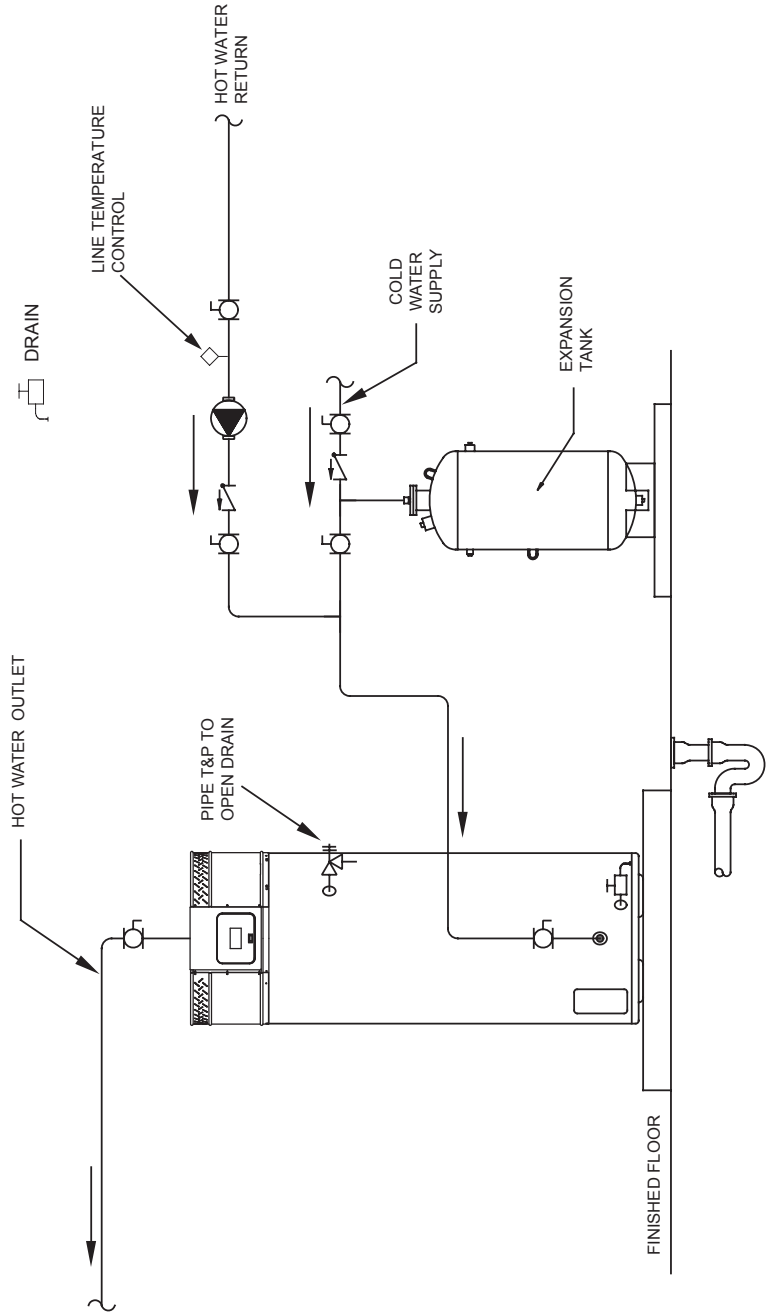 DRAIN
LINE TEMPERATURE
CONTROL
HOT WATER
RETURN
HOT WATER OUTLET
PIPE T&P TO
OPEN DRAIN
COLD
WATER
SUPPLY
EXPANSION
TANK
FINISHED FLOOR